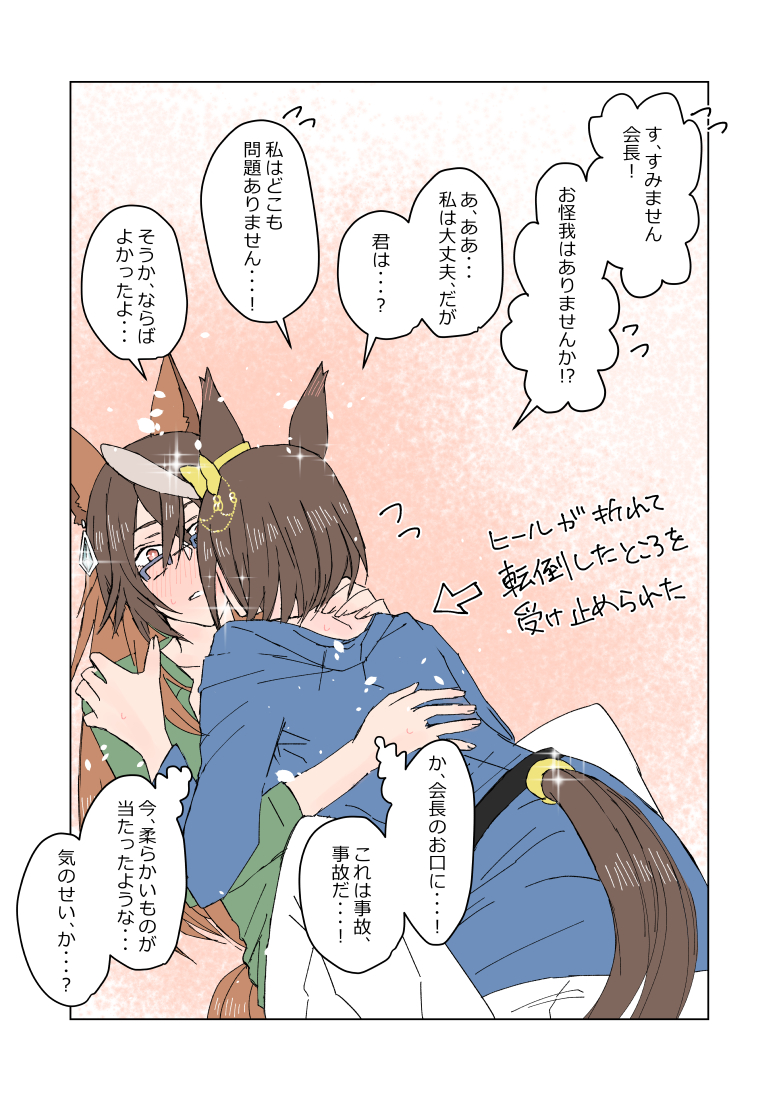 す、すみません
会長！
お怪我はありませんか!?
あ、ああ・・・
私は大丈夫、だが
君は・・・？
私はどこも
問題ありません・・・！
そうか、ならば
よかったよ・・・
ヒールが折れて
転倒したところを
受け止められた
か、会長のお口に・・・！
これは事故、
事故だ・・・！
今、柔らかいものが
当たったような・・・
気のせい、か・・・？